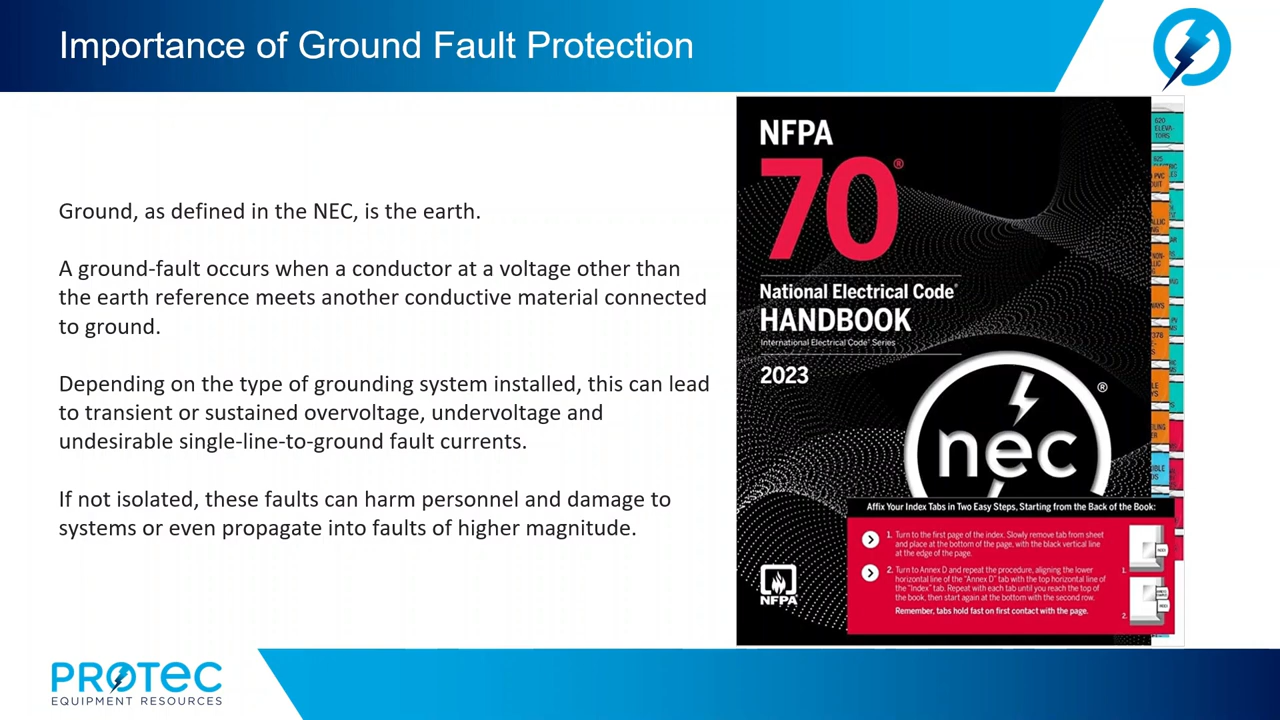 Importance of Ground Fault Protection
Ground, as defined in the NEC, is the earth.
A ground-fault occurs when a conductor at a voltage other than
the earth reference meets another conductive material connected
to ground.
Depending on the type of grounding system installed, this can lead
to transient or sustained overvoltage, undervoltage and
undesirable single-line-to-ground fault currents.
If not isolated, these faults can harm personnel and damage to
systems or even propagate into faults of higher magnitude.
NFPA
70®
National Electrical Code®
HANDBOOK
International Electrical Code® Series
2023
nec®
Affix Your Index Tabs in Two Easy Steps, Starting from the Back of the Book:
1. Turn to the first page of the index. Slowly remove tab from sheet
and place at the bottom of the page, with the black vertical line
at the edge of the page.
2. Turn to Annex D and repeat the procedure, aligning the lower
horizontal line of the "Annex D" tab with the top horizontal line of
the "Index" tab. Repeat with each tab until you reach the top of
the book, then start again at the bottom with the second row.
Remember, tabs hold fast on first contact with the page.
1.
2.
NFPA
620
ELEVA-
TORS
PROTEC
EQUIPMENT RESOURCES